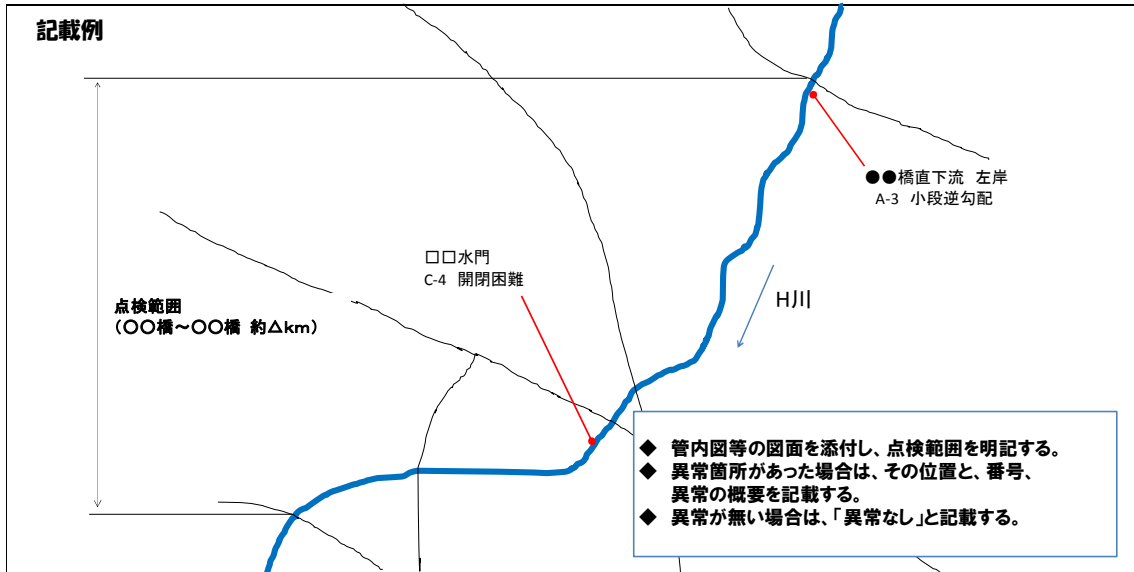 記載例
●●橋直下流 左岸
A-3 小段逆勾配
□□水門
C-4 開閉困難
H川
点検範囲
(〇〇橋～〇〇橋 約△km)
◆ 管内図等の図面を添付し、点検範囲を明記する。
◆ 異常箇所があった場合は、その位置と、番号、
異常の概要を記載する。
◆ 異常が無い場合は、「異常なし」と記載する。